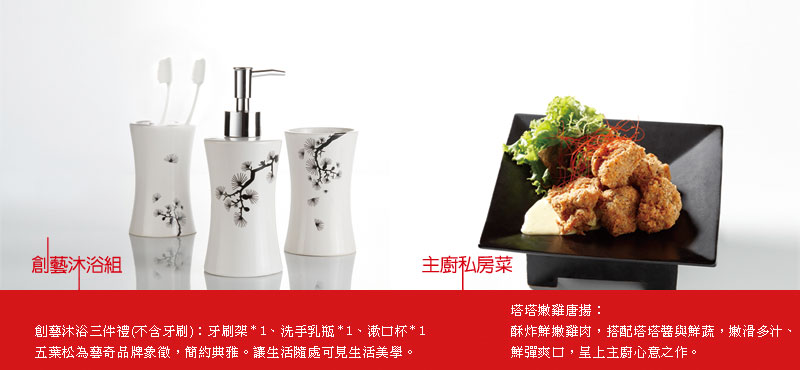 創藝沐浴組
創藝沐浴三件禮(不含牙刷)：牙刷架*1、洗手乳瓶*1、漱口杯*1
五葉松為藝奇品牌象徵，簡約典雅。讓生活隨處可見生活美學。
主廚私房菜
塔塔嫩雞唐揚：
酥炸鮮嫩雞肉，搭配塔塔醬與鮮蔬，嫩滑多汁、
鮮彈爽口，呈上主廚心意之作。